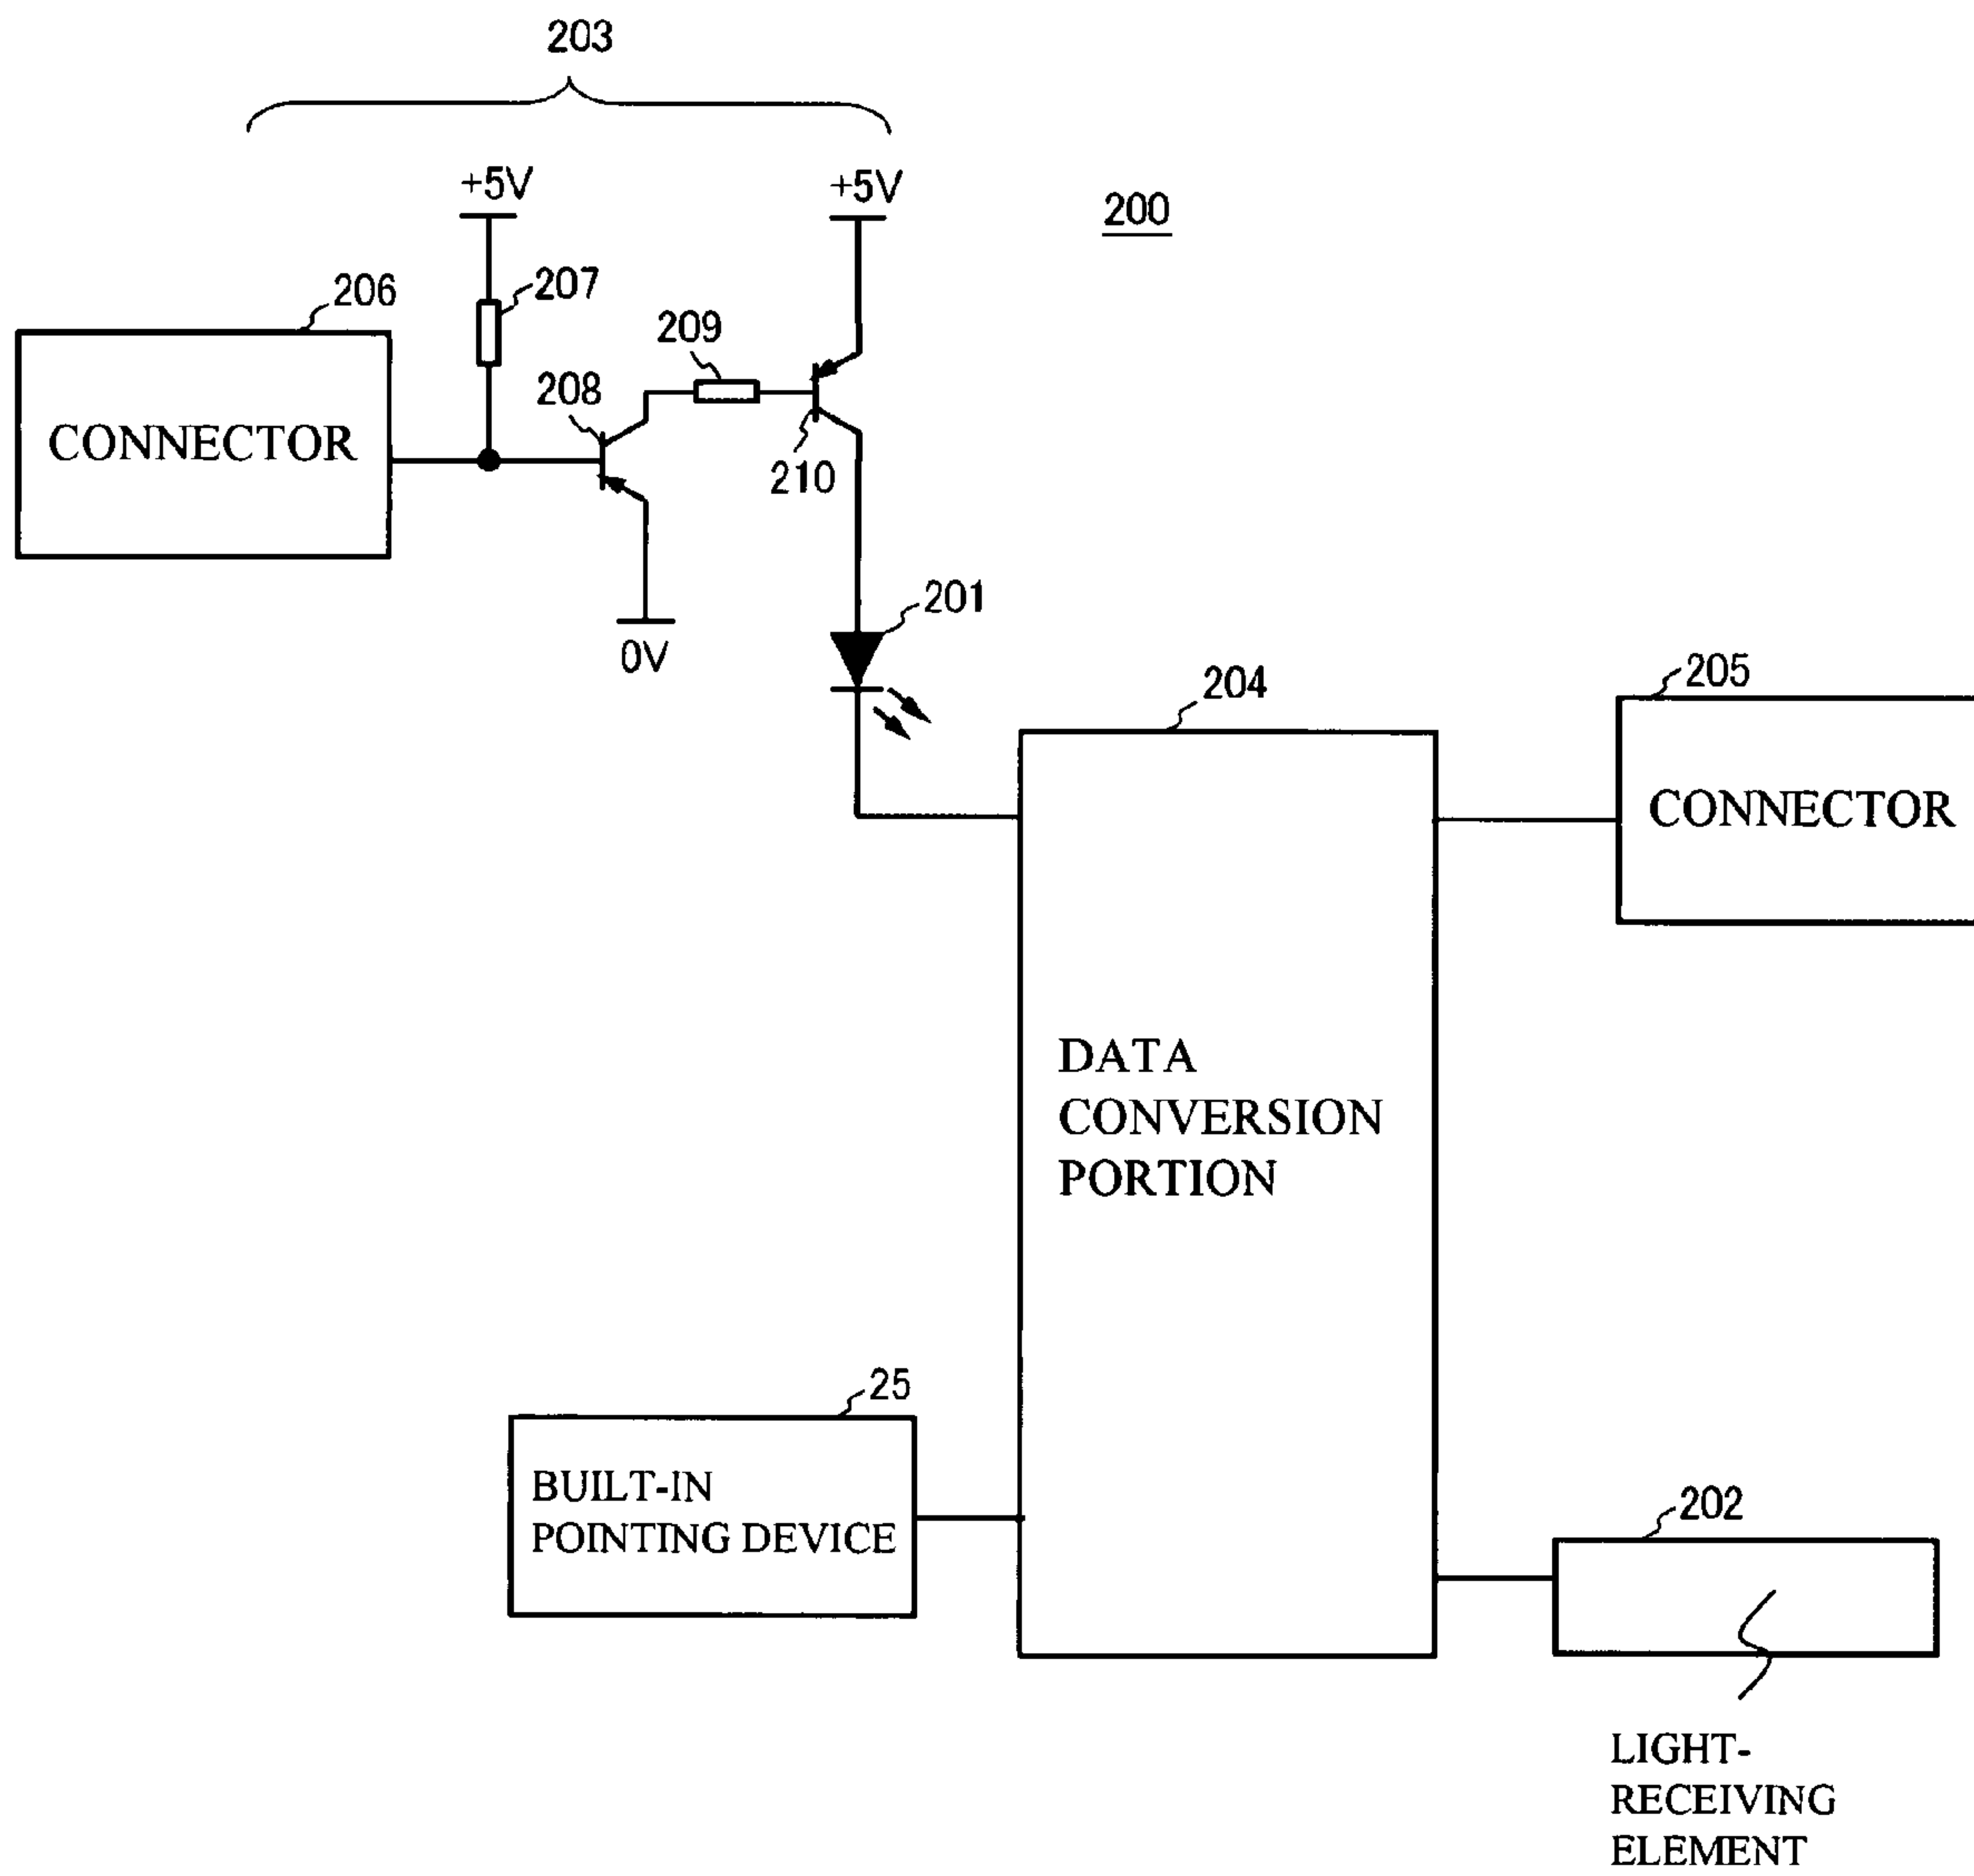 203
+5V
+5V
200
206
207
209
208
CONNECTOR
210
0V
201
204
205
CONNECTOR
DATA
CONVERSION
PORTION
25
BUILT-IN
POINTING DEVICE
202
LIGHT-
RECEIVING
ELEMENT